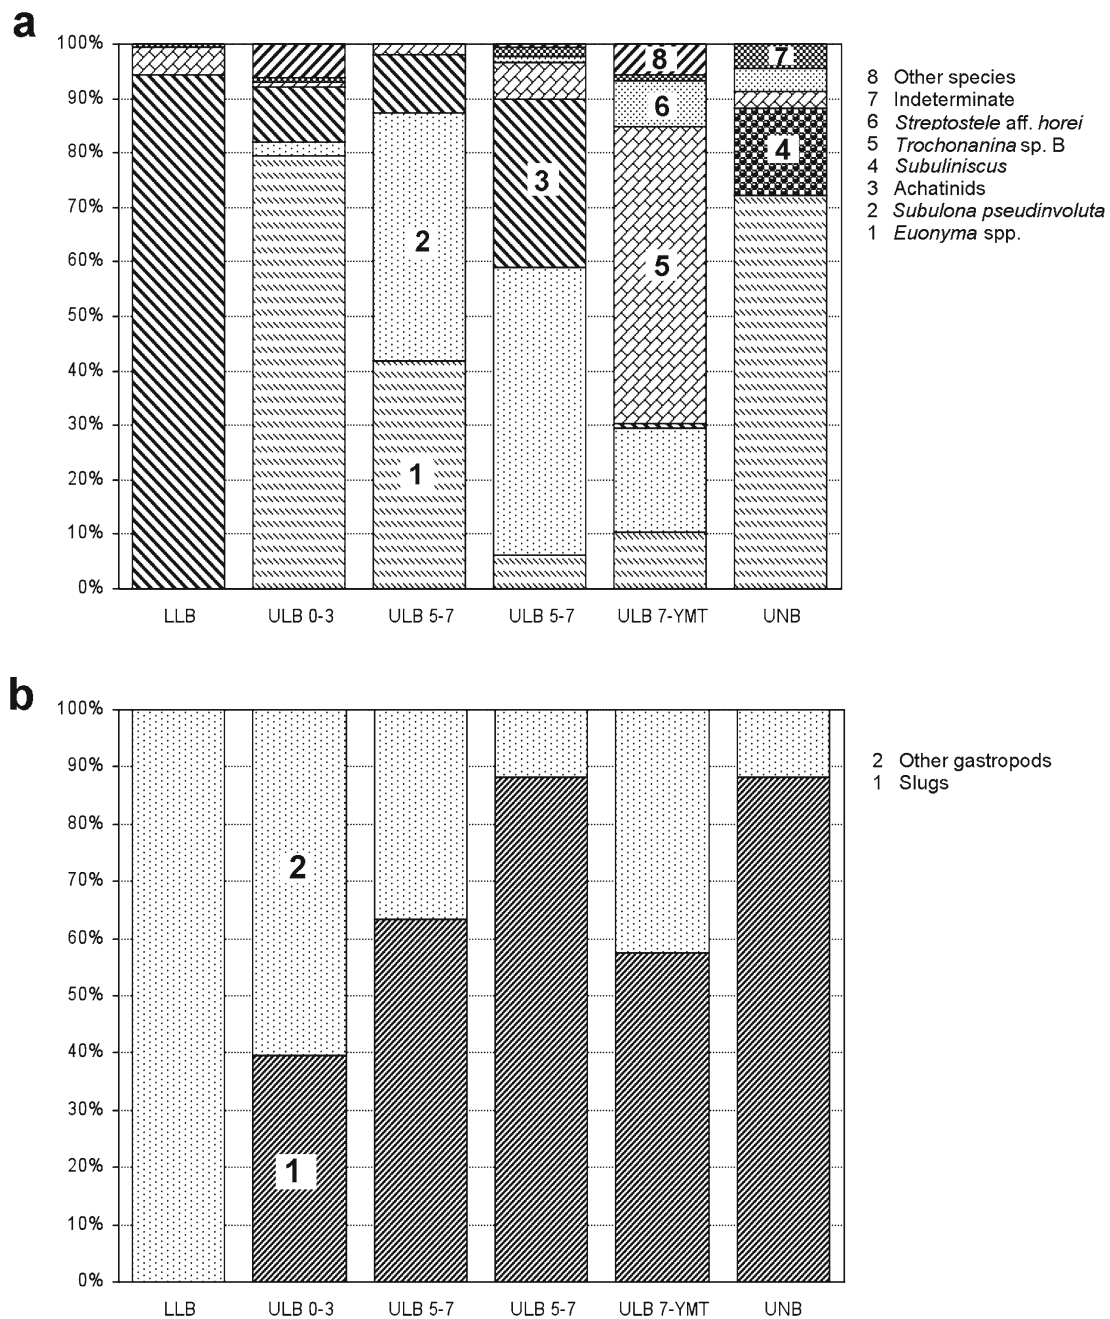 a
100%
90%
80%
70%
60%
50%
40%
30%
20%
10%
0%
8
7
6
4
3
2
5
1
LLB
ULB 0-3
ULB 5-7
ULB 5-7
ULB 7-YMT
UNB
8 Other species
7 Indeterminate
6 Streptostele aff. horei
5 Trochonanina sp. B
4 Subuliniscus
3 Achatinids
2 Subulona pseudinvoluta
1 Euonyma spp.
b
100%
90%
80%
70%
60%
50%
40%
30%
20%
10%
0%
2
1
LLB
ULB 0-3
ULB 5-7
ULB 5-7
ULB 7-YMT
UNB
2 Other gastropods
1 Slugs